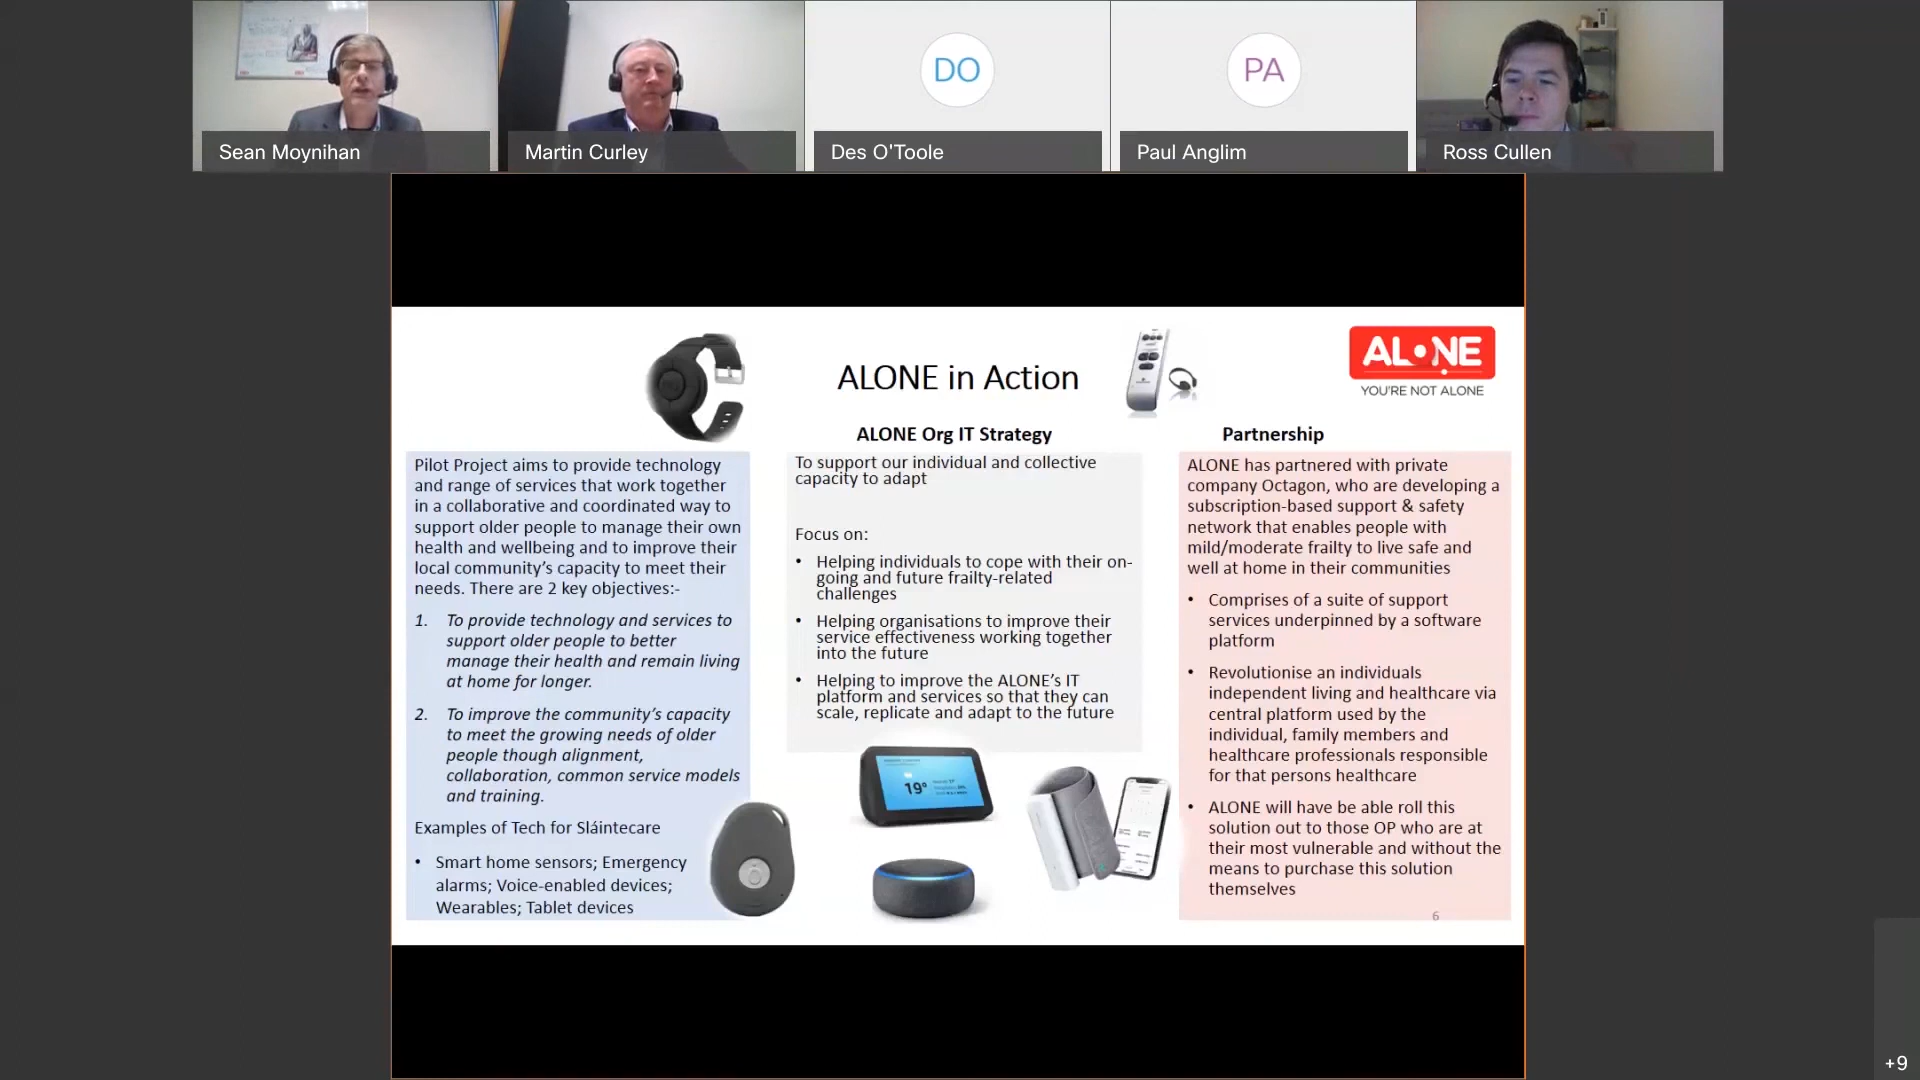 Sean Moynihan
Martin Curley
DO
Des O'Toole
PA
Paul Anglim
Ross Cullen
ALONE in Action
ALONE
YOU'RE NOT ALONE
Pilot Project aims to provide technology
and range of services that work together
in a collaborative and coordinated way to
support older people to manage their own
health and wellbeing and to improve their
local community's capacity to meet their
needs. There are 2 key objectives:-
1. To provide technology and services to
support older people to better
manage their health and remain living
at home for longer.
2. To improve the community's capacity
to meet the growing needs of older
people though alignment,
collaboration, common service models
and training.
Examples of Tech for Sláintecare
• Smart home sensors; Emergency
alarms; Voice-enabled devices;
Wearables; Tablet devices
ALONE Org IT Strategy
To support our individual and collective
capacity to adapt
Focus on:
• Helping individuals to cope with their on-
going and future frailty-related
challenges
• Helping organisations to improve their
service effectiveness working together
into the future
• Helping to improve the ALONE's IT
platform and services so that they can
scale, replicate and adapt to the future
19°
Partnership
ALONE has partnered with private
company Octagon, who are developing a
subscription-based support & safety
network that enables people with
mild/moderate frailty to live safe and
well at home in their communities
• Comprises of a suite of support
services underpinned by a software
platform
• Revolutionise an individuals
independent living and healthcare via
central platform used by the
individual, family members and
healthcare professionals responsible
for that persons healthcare
• ALONE will have be able roll this
solution out to those OP who are at
their most vulnerable and without the
means to purchase this solution
themselves
6
+9